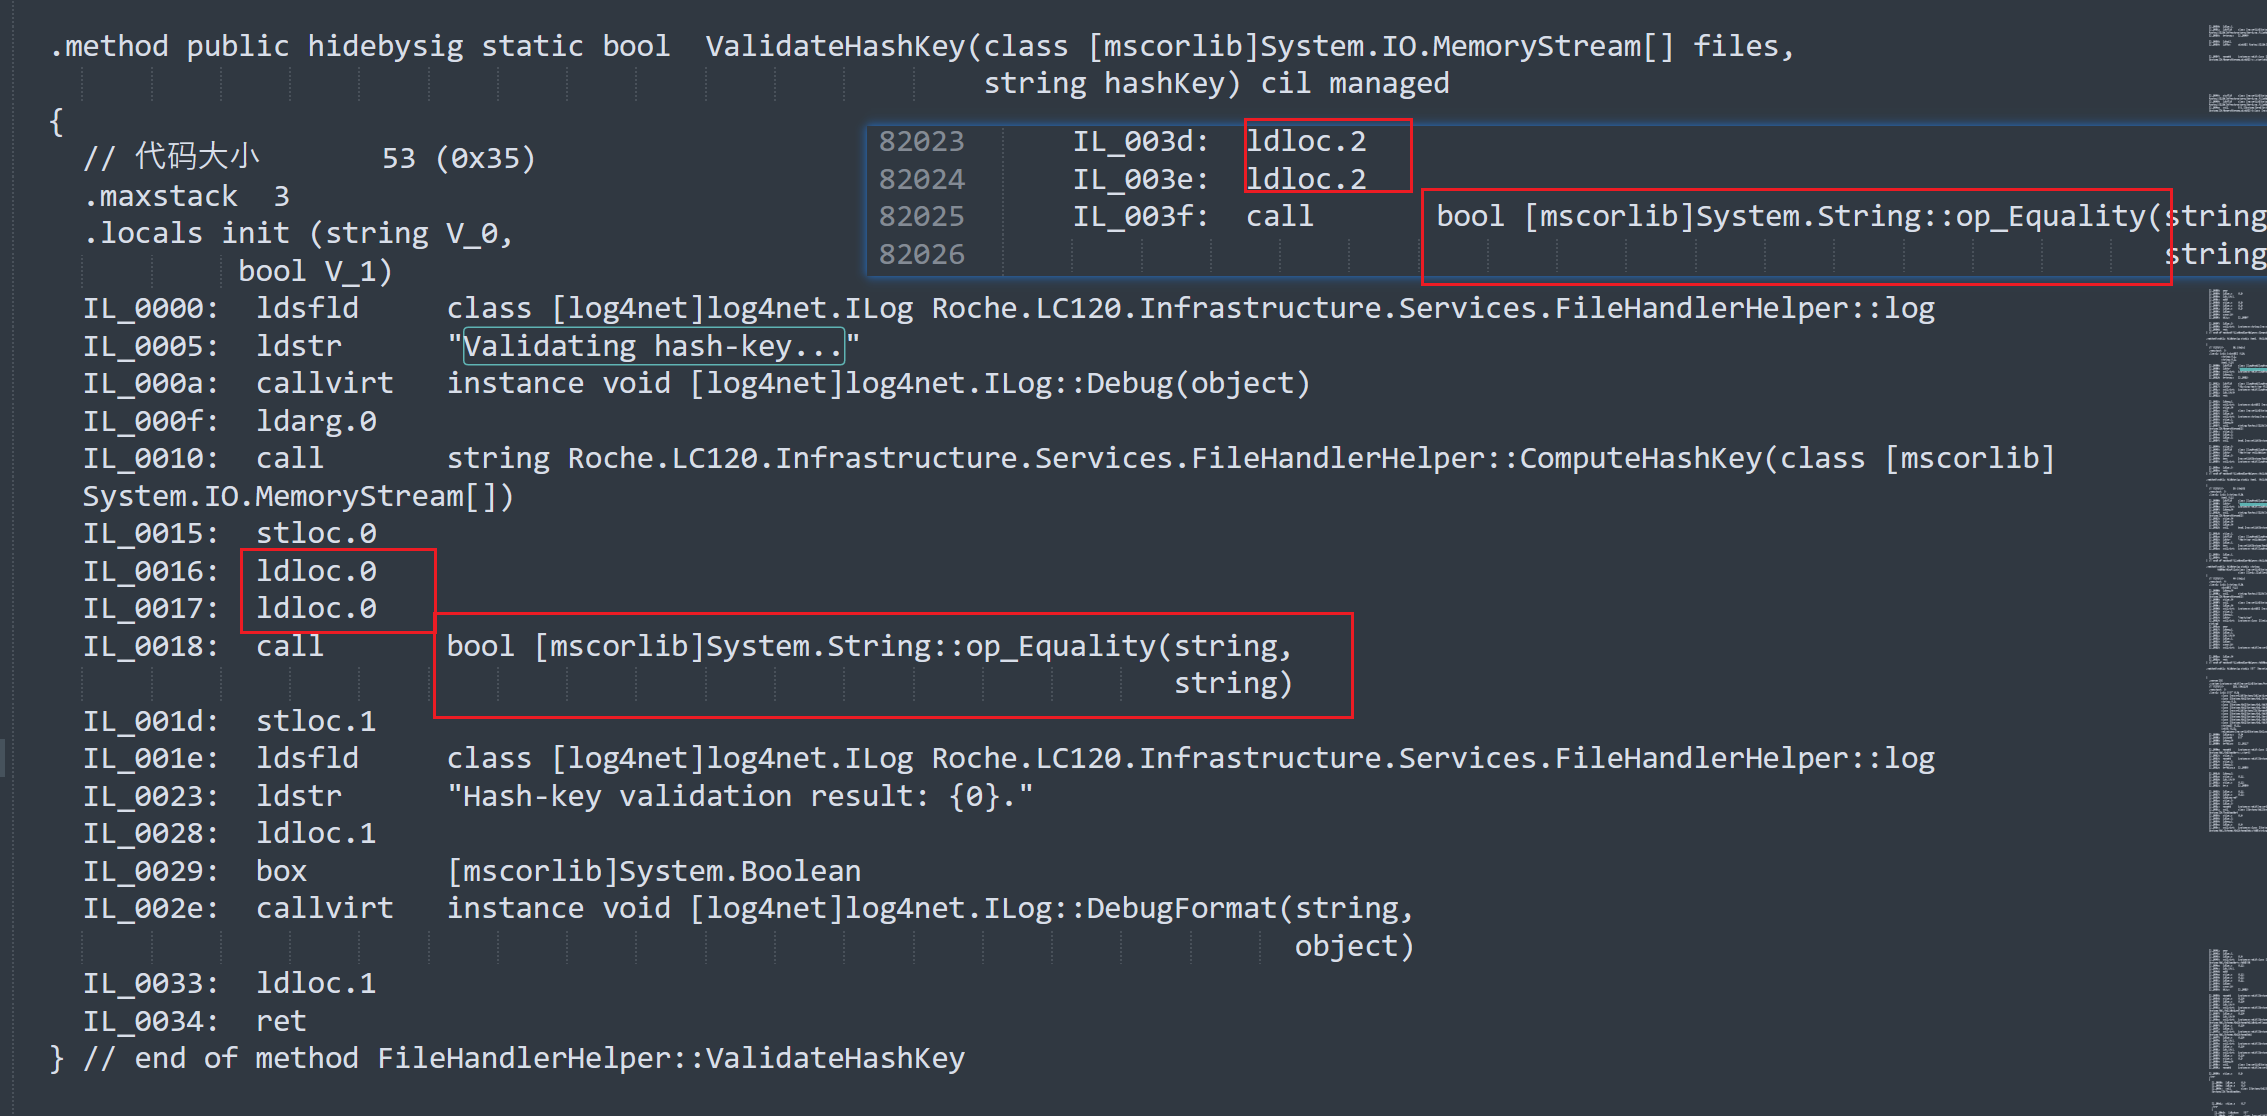 .method public hidebysig static bool  ValidateHashKey(class [mscorlib]System.IO.MemoryStream[] files,
string hashKey) cil managed
{
// 代码大小       53 (0x35)
.maxstack  3
.locals init (string V_0,
bool V_1)
82023 IL_003d:  ldloc.2
82024 IL_003e:  ldloc.2
82025 IL_003f:  call       bool [mscorlib]System.String::op_Equality(string
82026 string
IL_0000:  ldsfld     class [log4net]log4net.ILog Roche.LC120.Infrastructure.Services.FileHandlerHelper::log
IL_0005:  ldstr      "Validating hash-key..."
IL_000a:  callvirt   instance void [log4net]log4net.ILog::Debug(object)
IL_000f:  ldarg.0
IL_0010:  call       string Roche.LC120.Infrastructure.Services.FileHandlerHelper::ComputeHashKey(class [mscorlib]
System.IO.MemoryStream[])
IL_0015:  stloc.0
IL_0016:  ldloc.0
IL_0017:  ldloc.0
IL_0018:  call       bool [mscorlib]System.String::op_Equality(string,
string)
IL_001d:  stloc.1
IL_001e:  ldsfld     class [log4net]log4net.ILog Roche.LC120.Infrastructure.Services.FileHandlerHelper::log
IL_0023:  ldstr      "Hash-key validation result: {0}."
IL_0028:  ldloc.1
IL_0029:  box        [mscorlib]System.Boolean
IL_002e:  callvirt   instance void [log4net]log4net.ILog::DebugFormat(string,
object)
IL_0033:  ldloc.1
IL_0034:  ret
} // end of method FileHandlerHelper::ValidateHashKey